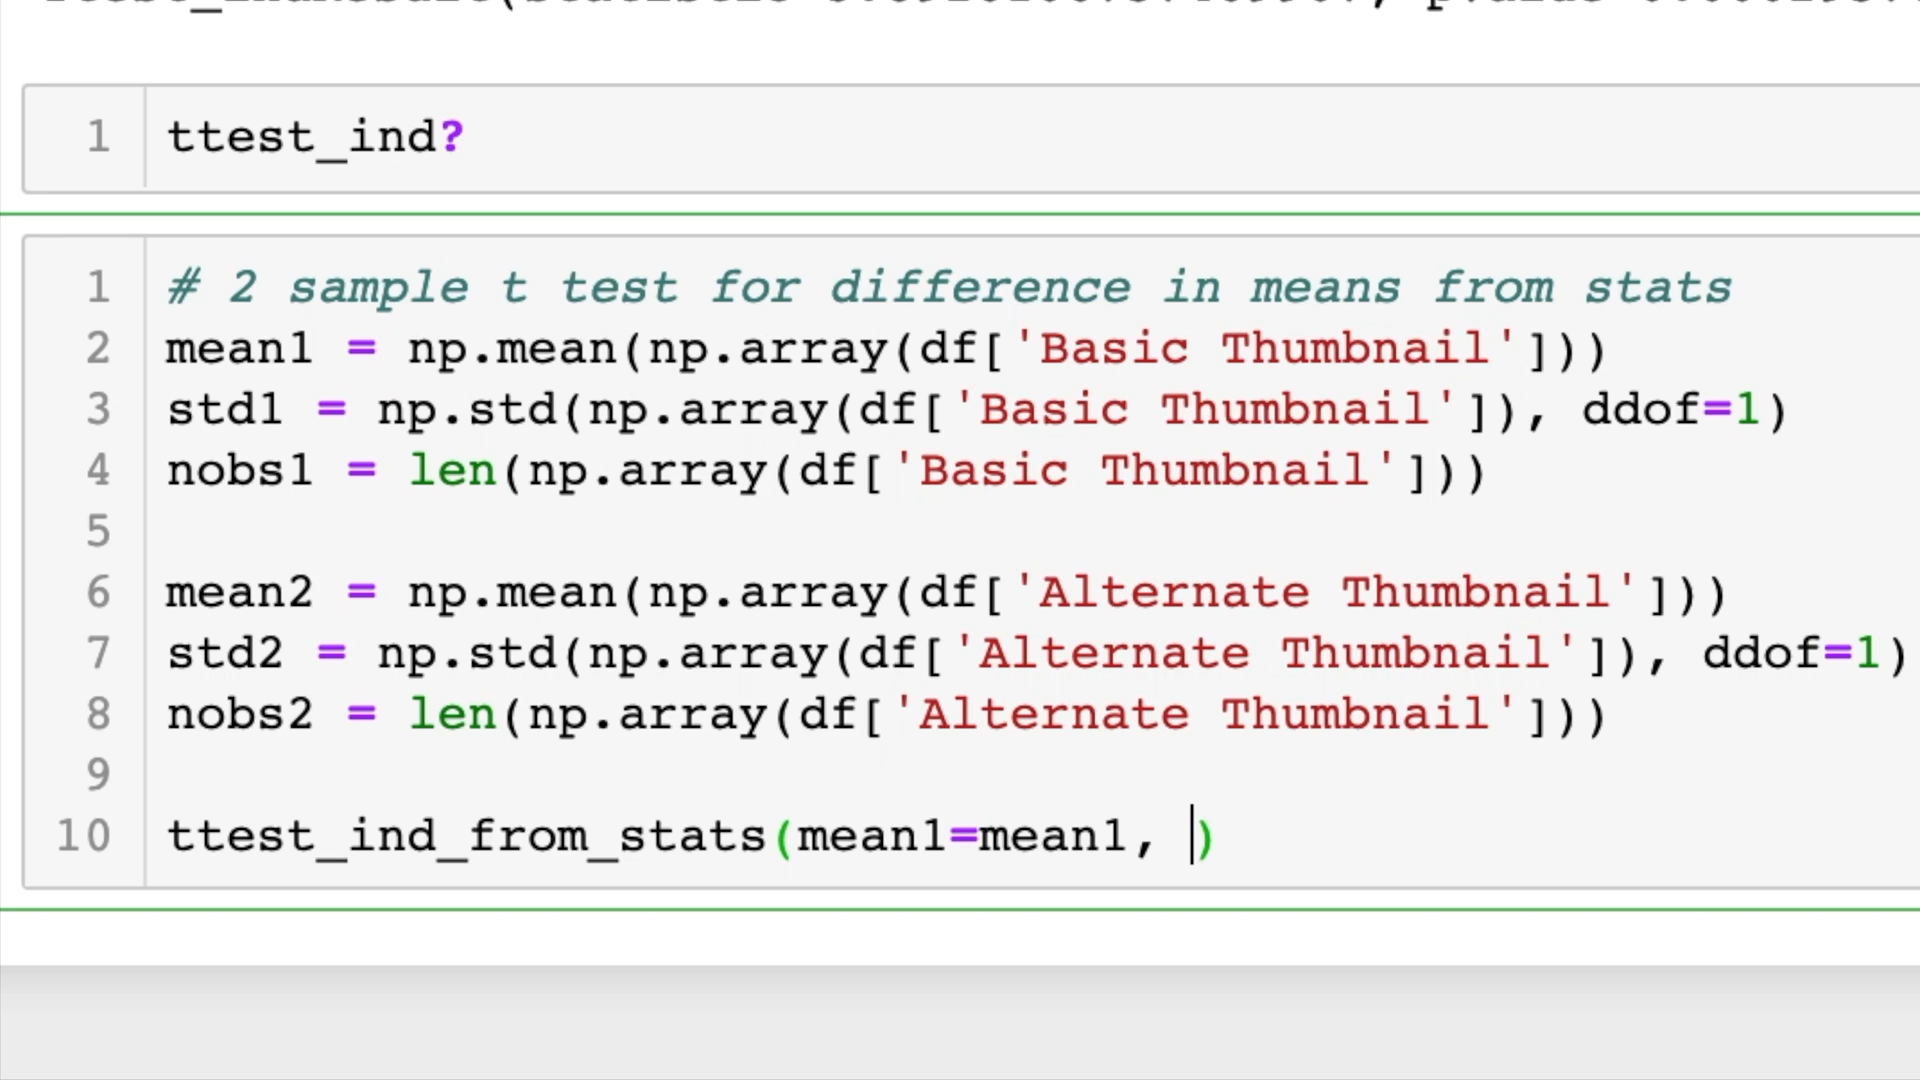 1 ttest_ind?
1 # 2 sample t test for difference in means from stats
2 mean1 = np.mean(np.array(df['Basic Thumbnail']))
3 std1 = np.std(np.array(df['Basic Thumbnail']), ddof=1)
4 nobs1 = len(np.array(df['Basic Thumbnail']))
5
6 mean2 = np.mean(np.array(df['Alternate Thumbnail']))
7 std2 = np.std(np.array(df['Alternate Thumbnail']), ddof=1)
8 nobs2 = len(np.array(df['Alternate Thumbnail']))
9
10 ttest_ind_from_stats(mean1=mean1, )